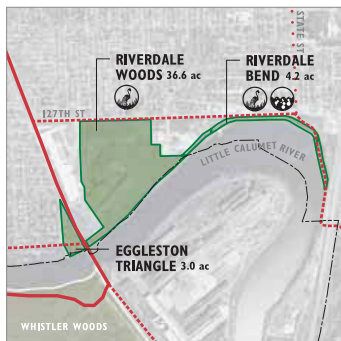 STATE ST
RIVERDALE
WOODS 36.6 ac
RIVERDALE
BEND 4.2 ac
127TH ST
LITTLE CALUMET RIVER
EGGLESTON
TRIANGLE 3.0 ac
WHISTLER WOODS